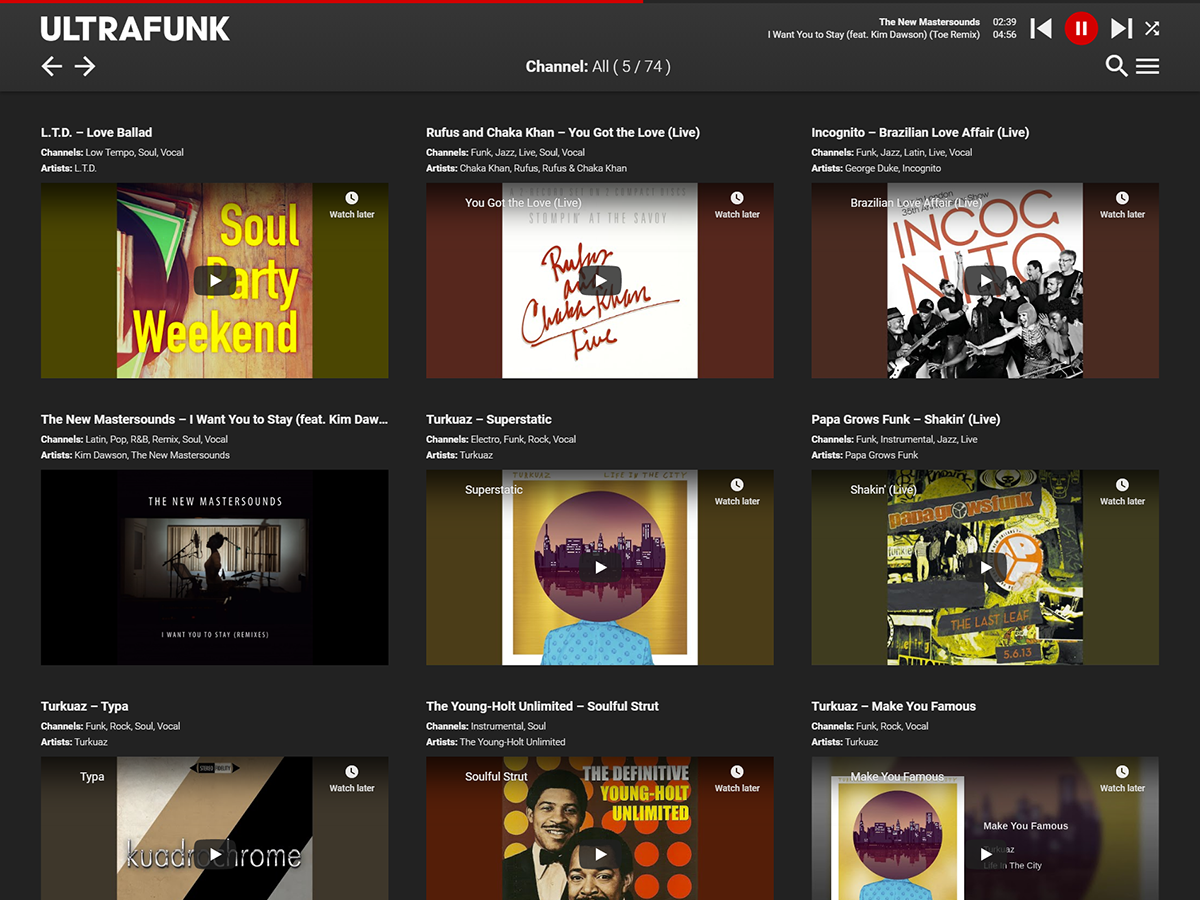 ULTRAFUNK
The New Mastersounds 02:39
I Want You to Stay (feat. Kim Dawson) (Toe Remix) 04:56
Channel: All ( 5 / 74 )
L.T.D. – Love Ballad
Channels: Low Tempo, Soul, Vocal
Artists: L.T.D.
Soul
Party
Weekend
Watch later
Rufus and Chaka Khan – You Got the Love (Live)
Channels: Funk, Jazz, Live, Soul, Vocal
Artists: Chaka Khan, Rufus, Rufus & Chaka Khan
You Got the Love (Live)
STOMPIN' AT THE SAVOY
Watch later
Rufus
and
Chaka Khan
Live
Incognito – Brazilian Love Affair (Live)
Channels: Funk, Jazz, Latin, Live, Vocal
Artists: George Duke, Incognito
Brazilian Love Affair (Live)
Watch later
INCOG
NITO
The New Mastersounds – I Want You to Stay (feat. Kim Daw...
Channels: Latin, Pop, R&B, Remix, Soul, Vocal
Artists: Kim Dawson, The New Mastersounds
THE NEW MASTERSOUNDS
I WANT YOU TO STAY (REMIXES)
Turkuaz – Superstatic
Channels: Electro, Funk, Rock, Vocal
Artists: Turkuaz
TURKUAZ LIVE IN THE CITY
Superstatic
Watch later
Papa Grows Funk – Shakin’ (Live)
Channels: Funk, Instrumental, Jazz, Live
Artists: Papa Grows Funk
Shakin' (Live)
Watch later
papagrowsfunk
THE LAST LEAF
5.6.13
Turkuaz – Typa
Channels: Funk, Rock, Soul, Vocal
Artists: Turkuaz
Typa
STEREO FIDELITY
Watch later
kuadrochrome
The Young-Holt Unlimited – Soulful Strut
Channels: Instrumental, Soul
Artists: The Young-Holt Unlimited
Soulful Strut
Watch later
THE DEFINITIVE
YOUNG-HOLT
UNLIMITED
Turkuaz – Make You Famous
Channels: Funk, Rock, Vocal
Artists: Turkuaz
Make You Famous
Watch later
Make You Famous
Turkuaz
Life In The City